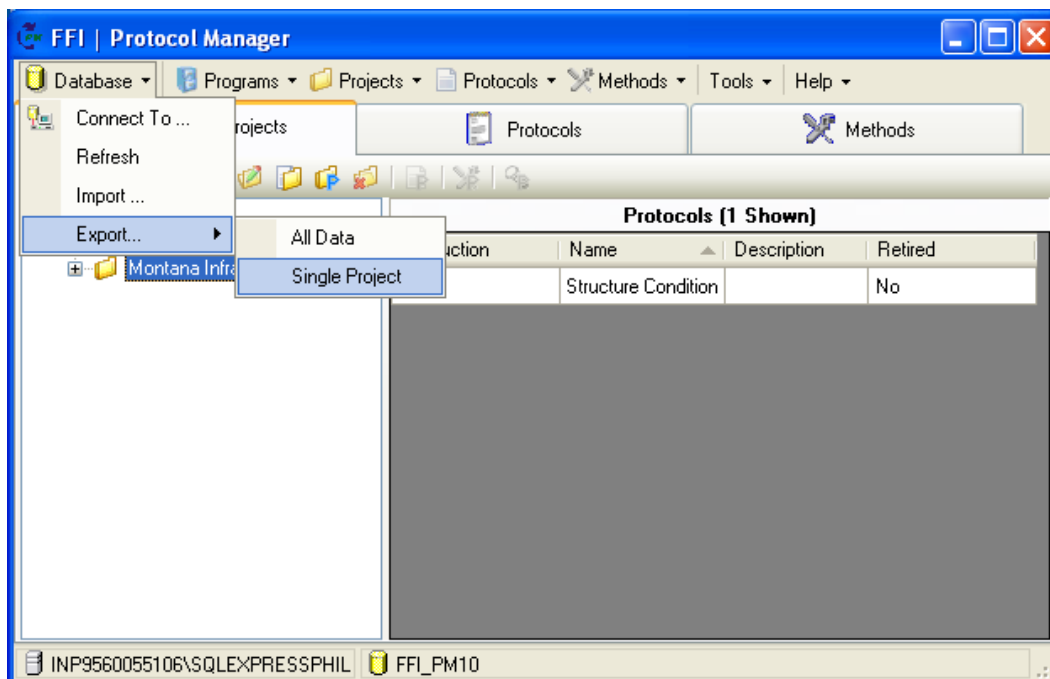 FFI | Protocol Manager
Database Programs Projects Protocols Methods Tools Help
Connect To ...
Refresh
Import ...
Export...
All Data
Single Project
rojects
Protocols
Methods
Protocols (1 Shown)
uction Name Description Retired
Structure Condition No
Montana Infra
INP9560055106\SQLEXPRESSPHIL FFI_PM10